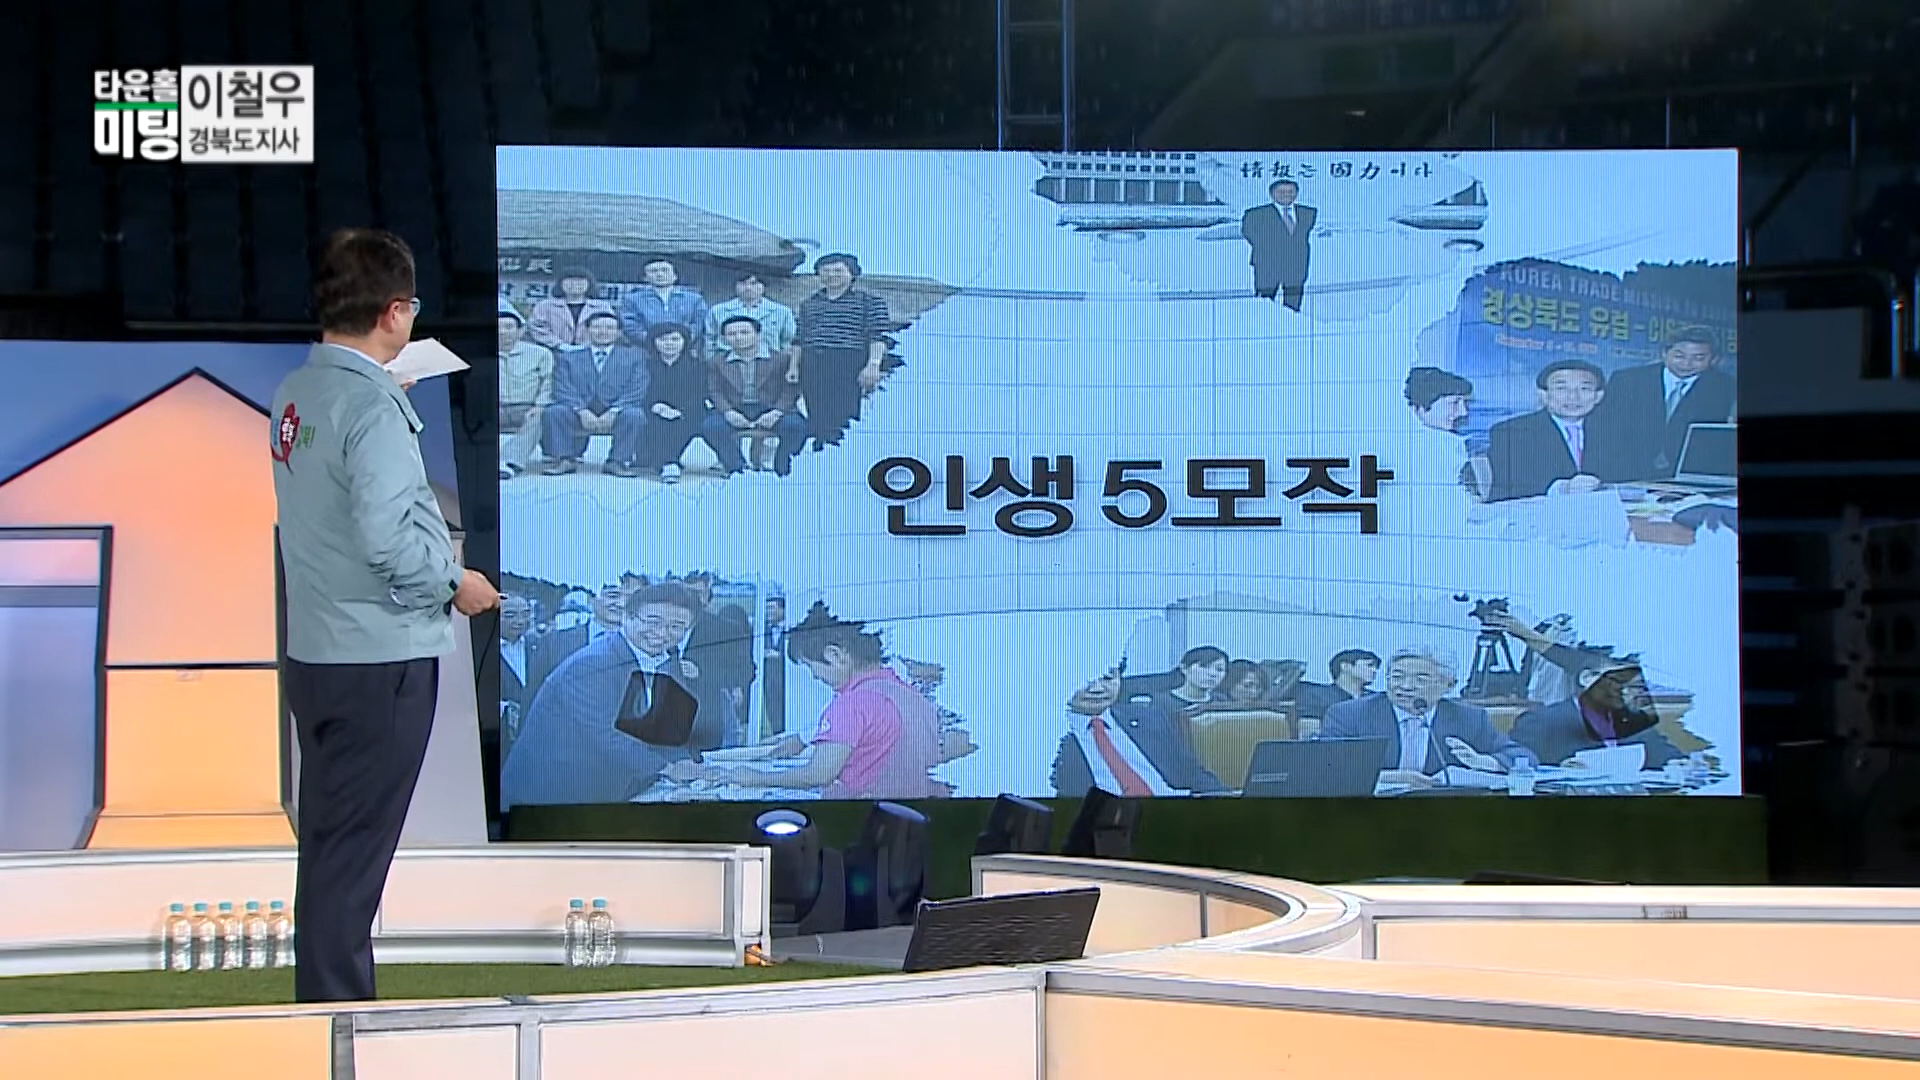 타운홀
미팅
이철우
경북도지사
情報는 國力이다
KOREA TRADE MISSION TO
경상북도 유럽-
인생5모작